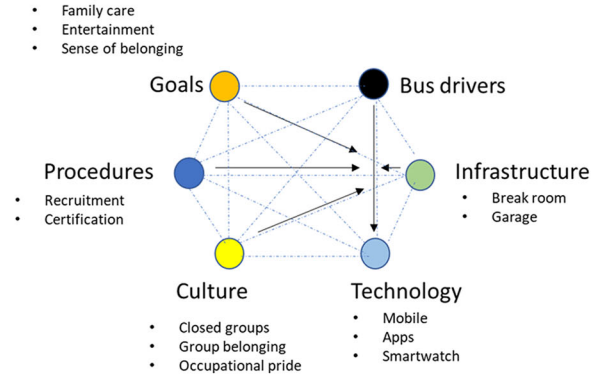 • Family care
• Entertainment
• Sense of belonging
Goals
Bus drivers
Procedures
• Recruitment
• Certification
Infrastructure
• Break room
• Garage
Culture
• Closed groups
• Group belonging
• Occupational pride
Technology
• Mobile
• Apps
• Smartwatch